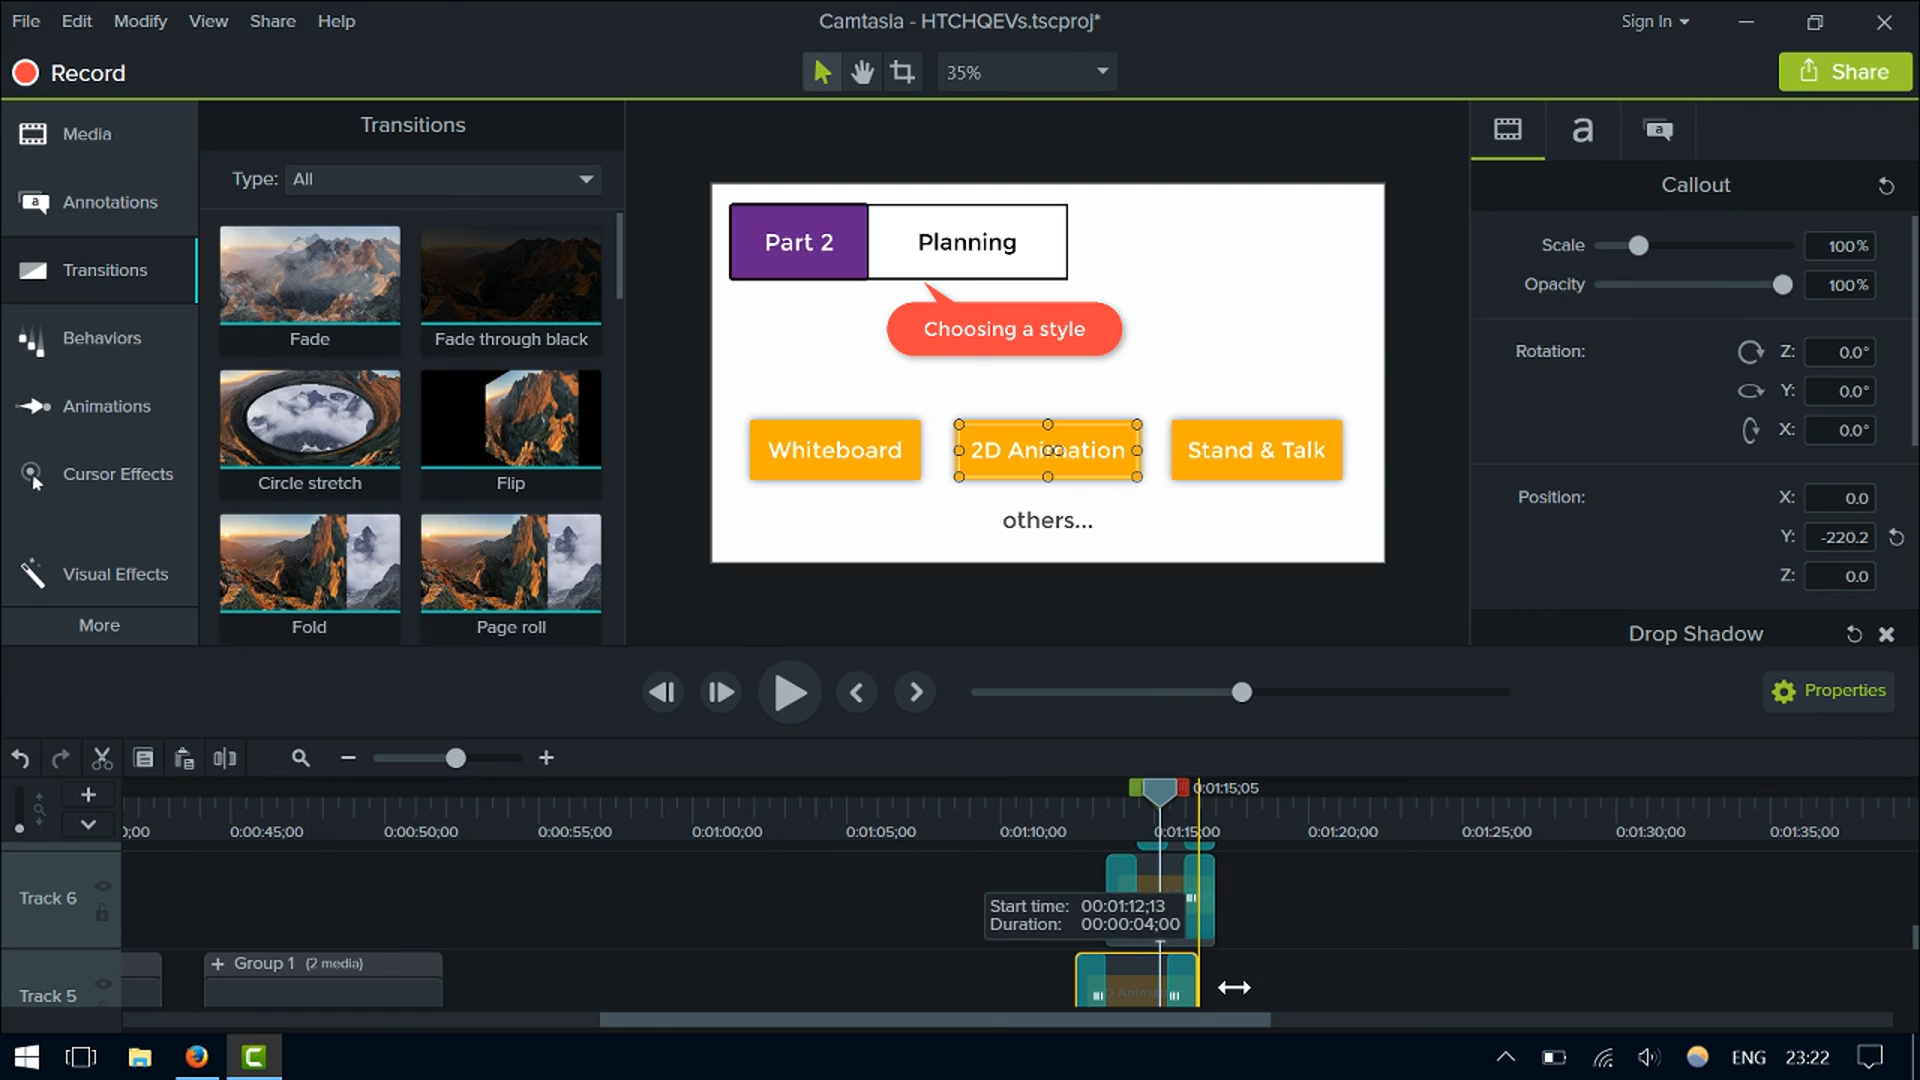 File Edit Modify View Share Help
Camtasia - HTCHQEVs.tscproj*
Sign In
Record
35%
Share
Media
Annotations
Transitions
Behaviors
Animations
Cursor Effects
Visual Effects
More
Transitions
Type: All
Fade
Fade through black
Circle stretch
Flip
Fold
Page roll
Part 2
Planning
Choosing a style
Whiteboard
2D Animation
Stand & Talk
others...
a
Callout
Scale 100%
Opacity 100%
Rotation: Z: 0.0°
Y: 0.0°
X: 0.0°
Position: X: 0.0
Y: -220.2
Z: 0.0
Drop Shadow
Properties
0:01:15;05
0;00 0:00:45;00 0:00:50;00 0:00:55;00 0:01:00;00 0:01:05;00 0:01:10;00 0:01:15;00 0:01:20;00 0:01:25;00 0:01:30;00 0:01:35;00
Track 6
Start time: 00:01:12;13
Duration: 00:00:04;00
Track 5
+ Group 1 (2 media)
ENG 23:22